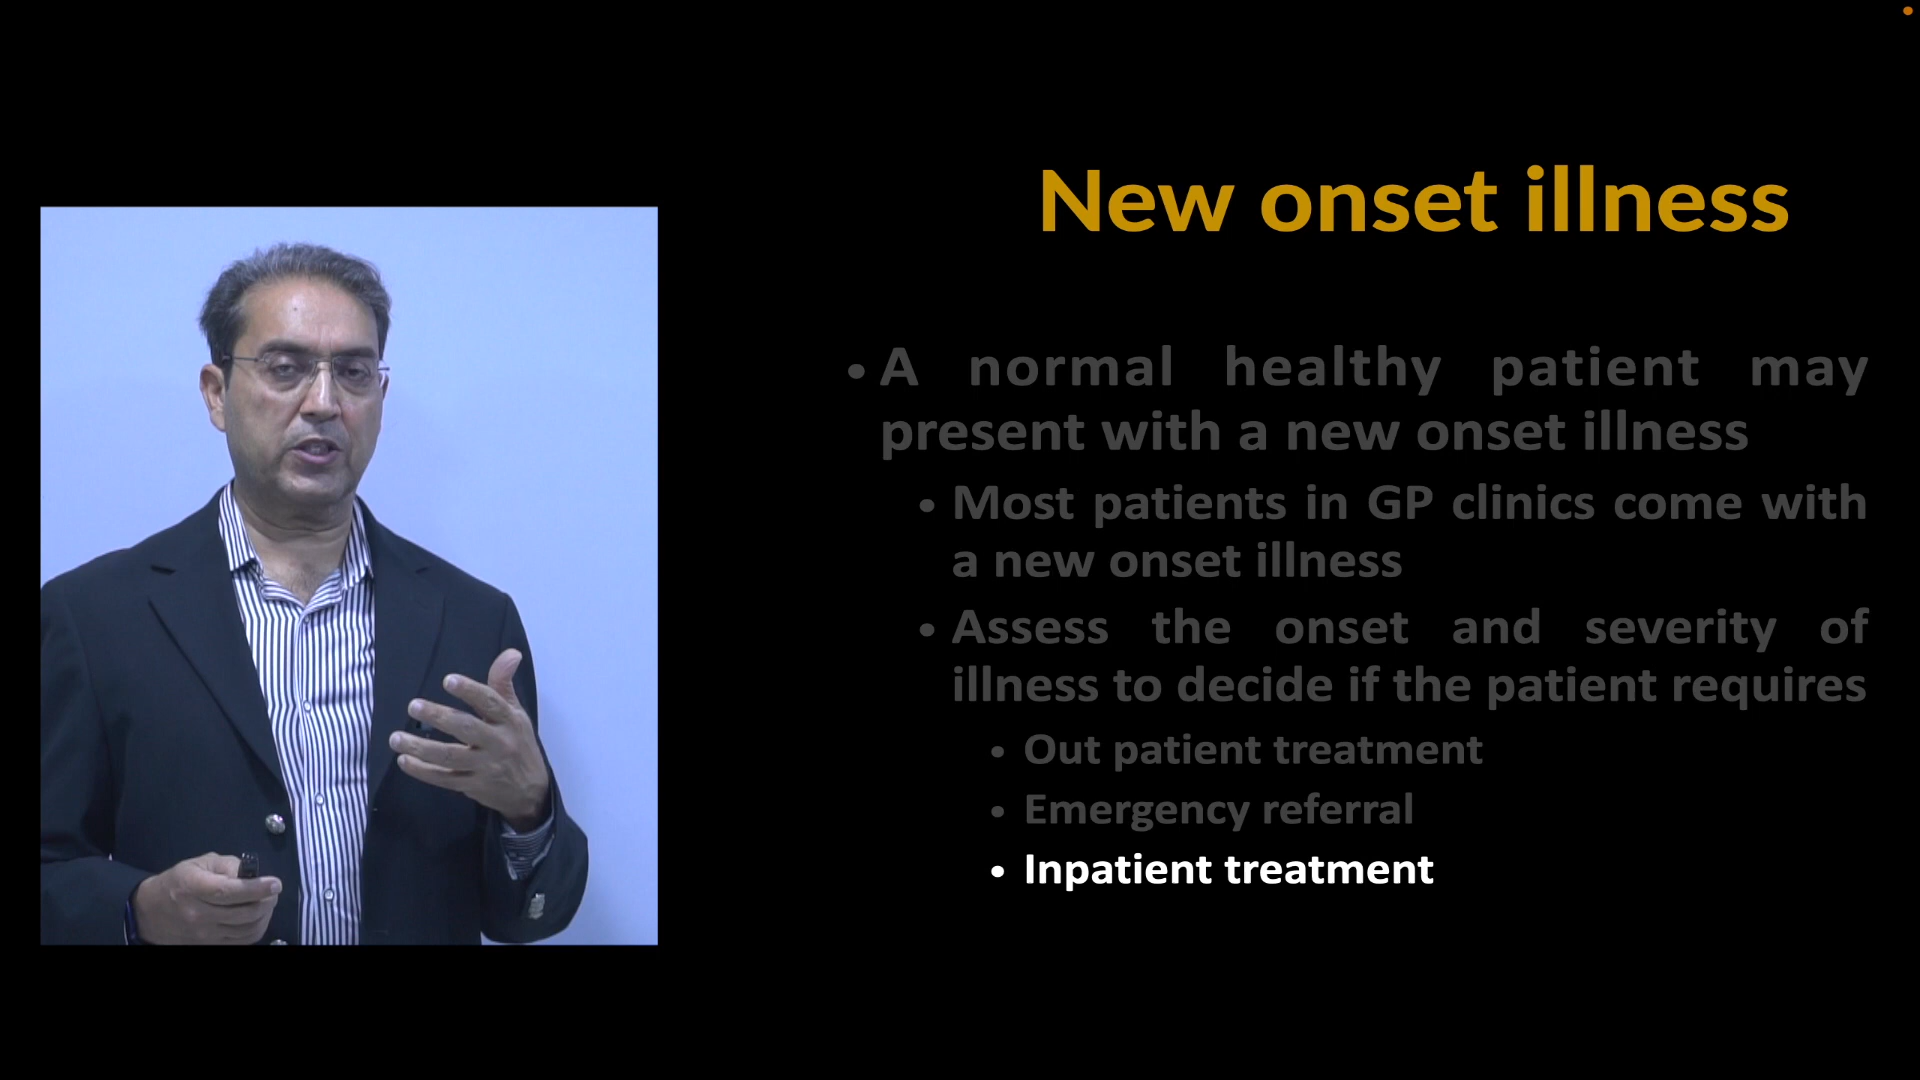 New onset illness
• A normal healthy patient may
present with a new onset illness
• Most patients in GP clinics come with
a new onset illness
• Assess the onset and severity of
illness to decide if the patient requires
• Out patient treatment
• Emergency referral
• Inpatient treatment